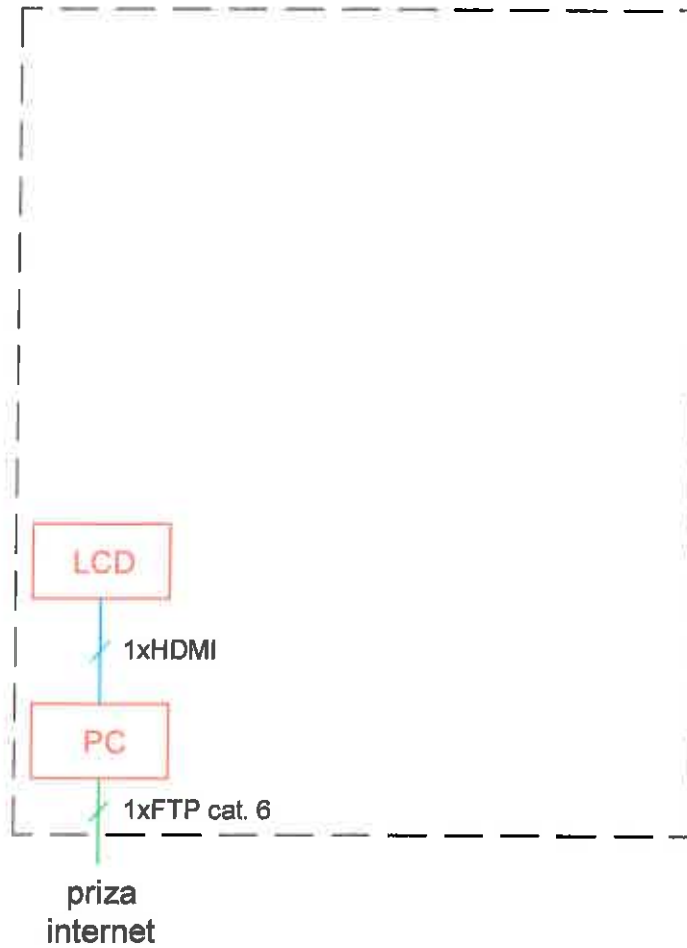 LCD
1xHDMI
PC
1xFTP cat. 6
priza
internet